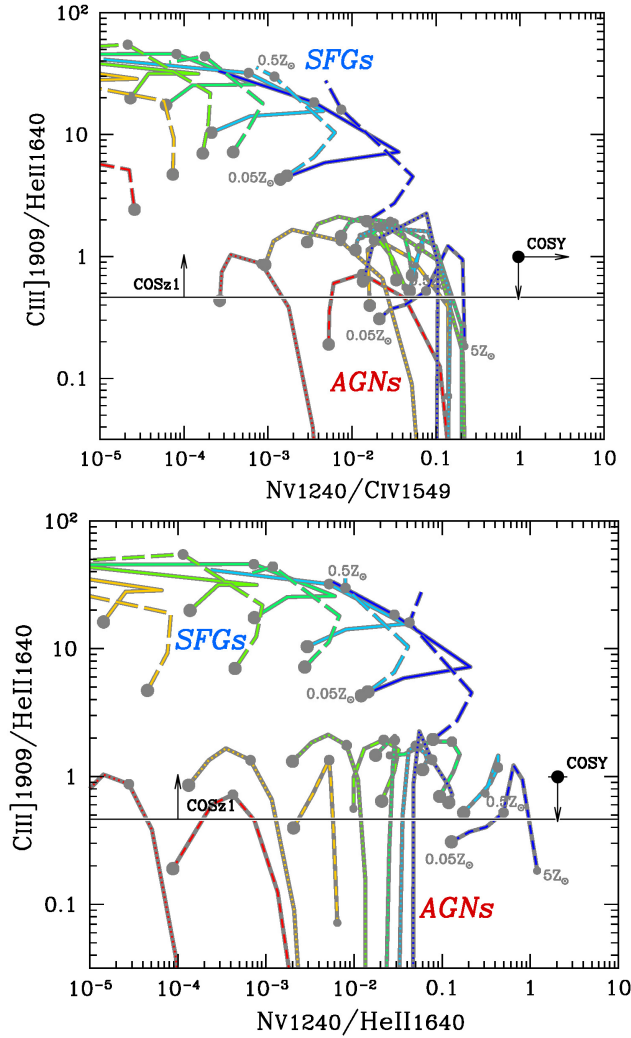 10²
10
1
0.1
CIII]1909/HeII1640
0.5Z⊙
SFGs
0.05Z⊙
COSY
COSz1
0.5
0.05Z⊙
5Z⊙
AGNs
10⁻⁵ 10⁻⁴ 10⁻³ 10⁻² 0.1 1 10
NV1240/CIV1549
10²
10
1
0.1
CIII]1909/HeII1640
0.5Z⊙
SFGs
0.05Z⊙
COSY
COSz1
0.5Z⊙
0.05Z⊙
5Z⊙
AGNs
10⁻⁵ 10⁻⁴ 10⁻³ 10⁻² 0.1 1 10
NV1240/HeII1640